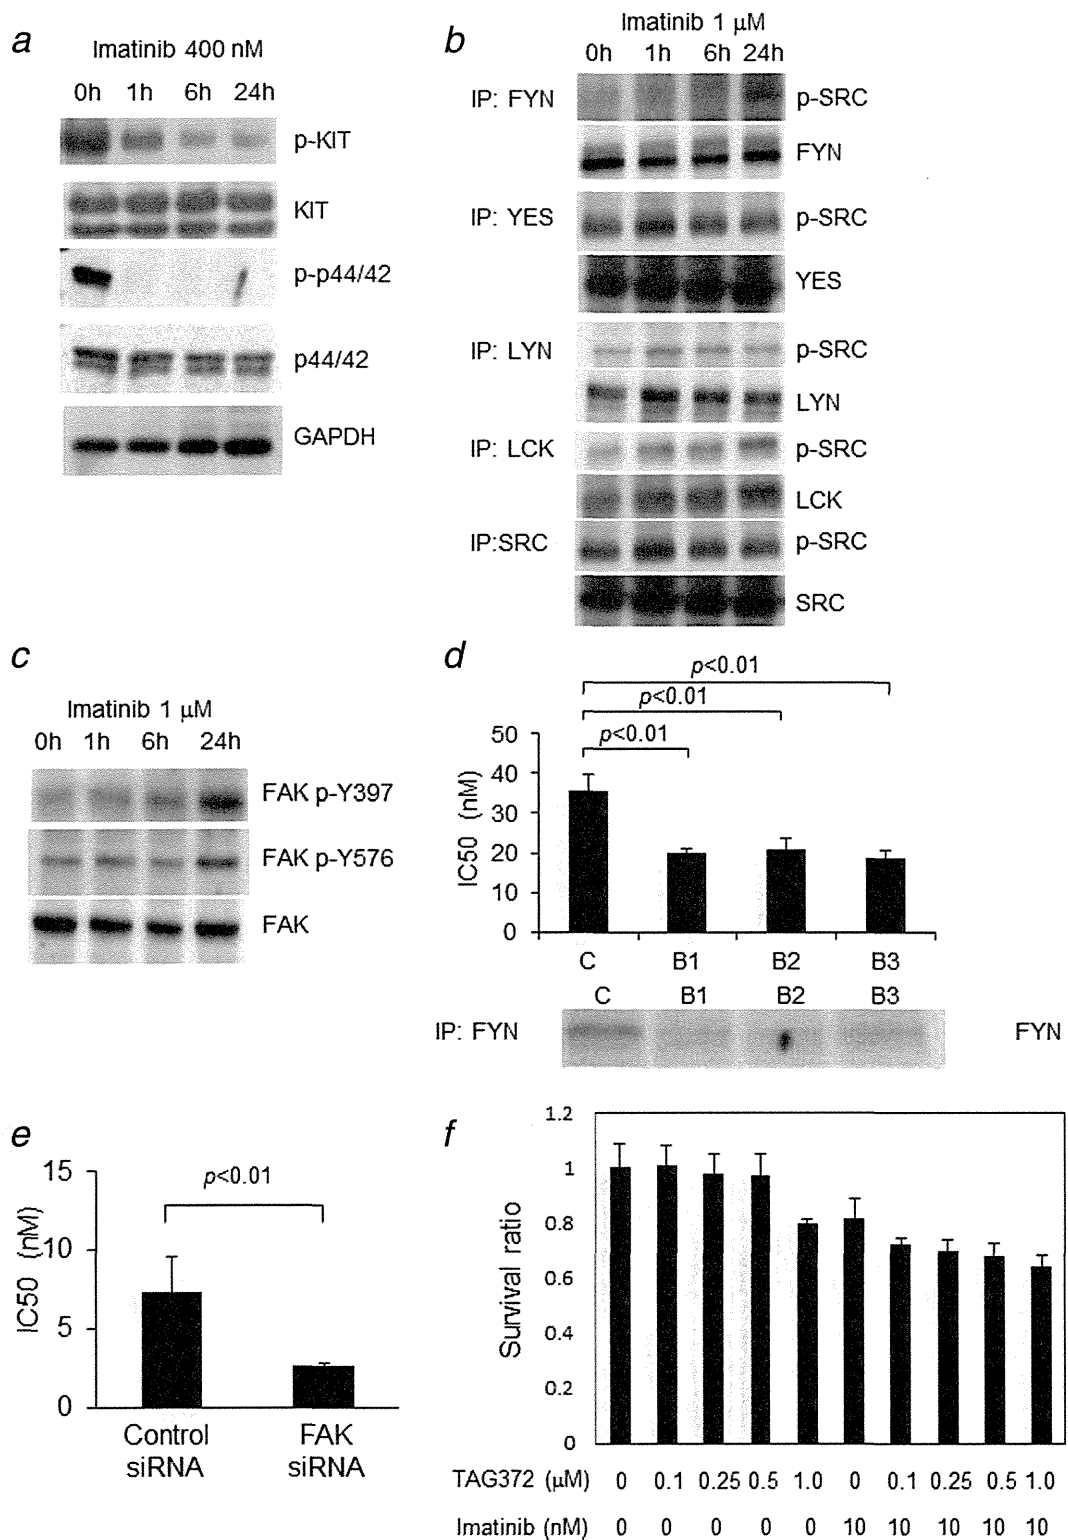 a
Imatinib 400 nM
0h 1h 6h 24h
p-KIT
KIT
p-p44/42
p44/42
GAPDH
b
Imatinib 1 μM
0h 1h 6h 24h
IP: FYN p-SRC
FYN
IP: YES p-SRC
YES
IP: LYN p-SRC
LYN
IP: LCK p-SRC
LCK
IP:SRC p-SRC
SRC
c
Imatinib 1 μM
0h 1h 6h 24h
FAK p-Y397
FAK p-Y576
FAK
d
p<0.01
p<0.01
p<0.01
IC50 (nM)
50
40
30
20
10
0
C B1 B2 B3
C B1 B2 B3
IP: FYN FYN
e
p<0.01
IC50 (nM)
15
10
5
0
Control siRNA
FAK siRNA
f
Survival ratio
1.2
1
0.8
0.6
0.4
0.2
0
TAG372 (μM) 0 0.1 0.25 0.5 1.0 0 0.1 0.25 0.5 1.0
Imatinib (nM) 0 0 0 0 0 10 10 10 10 10